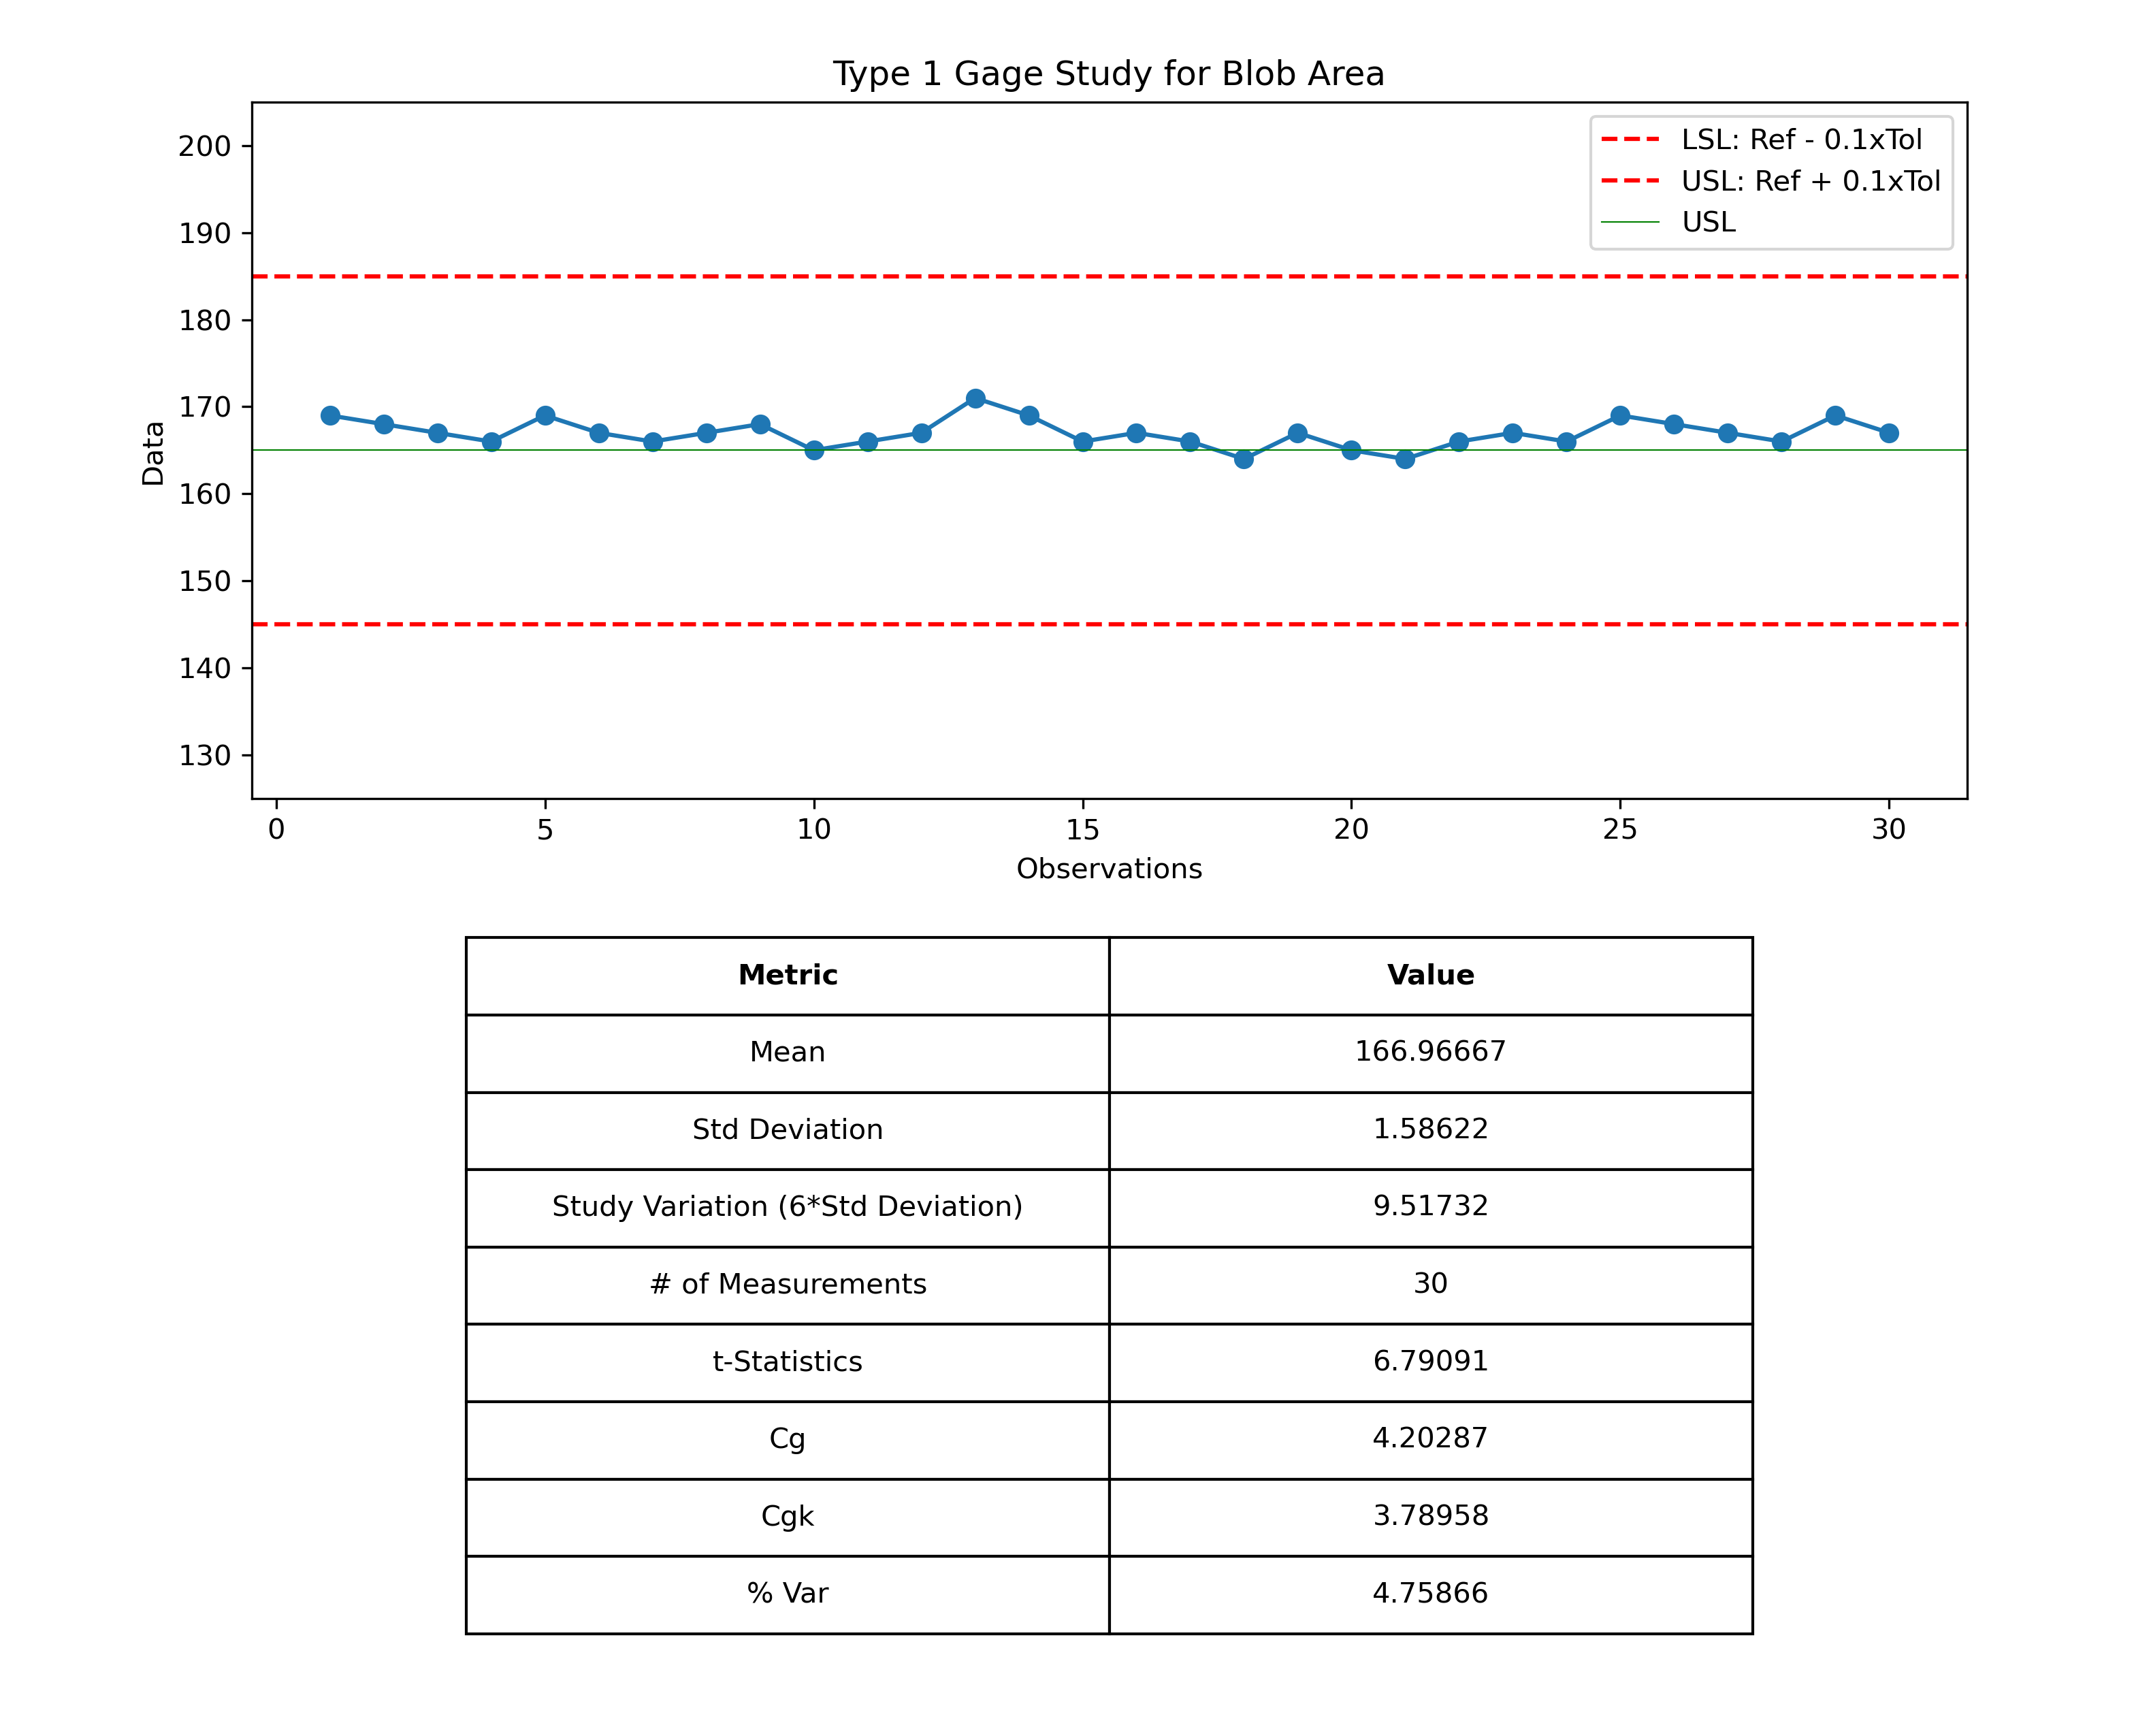 Type 1 Gage Study for Blob Area
LSL: Ref - 0.1xTol
USL: Ref + 0.1xTol
USL
200
190
180
170
160
150
140
130
Data
0 5 10 15 20 25 30
Observations
Metric Value
Mean 166.96667
Std Deviation 1.58622
Study Variation (6*Std Deviation) 9.51732
# of Measurements 30
t-Statistics 6.79091
Cg 4.20287
Cgk 3.78958
% Var 4.75866